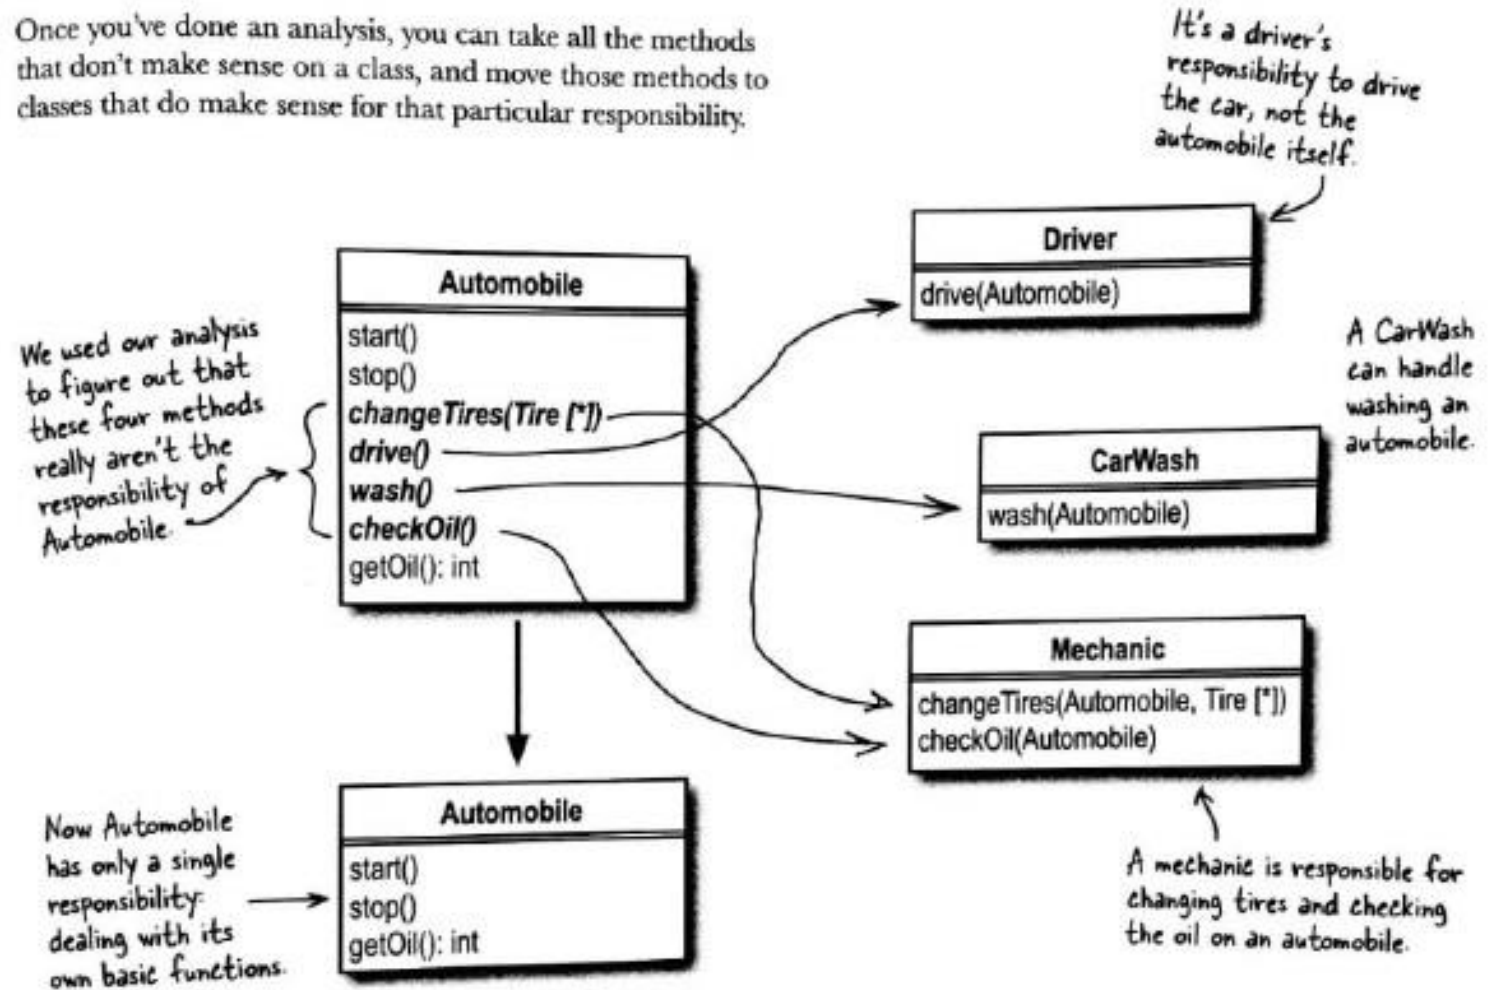 Once you've done an analysis, you can take all the methods
that don't make sense on a class, and move those methods to
classes that do make sense for that particular responsibility.
It's a driver's
responsibility to drive
the car, not the
automobile itself.
Driver
drive(Automobile)
Automobile
start()
stop()
changeTires(Tire [*])
drive()
wash()
checkOil()
getOil(): int
We used our analysis
to figure out that
these four methods
really aren't the
responsibility of
Automobile.
A CarWash
can handle
washing an
automobile.
CarWash
wash(Automobile)
Mechanic
changeTires(Automobile, Tire [*])
checkOil(Automobile)
A mechanic is responsible for
changing tires and checking
the oil on an automobile.
Now Automobile
has only a single
responsibility:
dealing with its
own basic functions.
Automobile
start()
stop()
getOil(): int